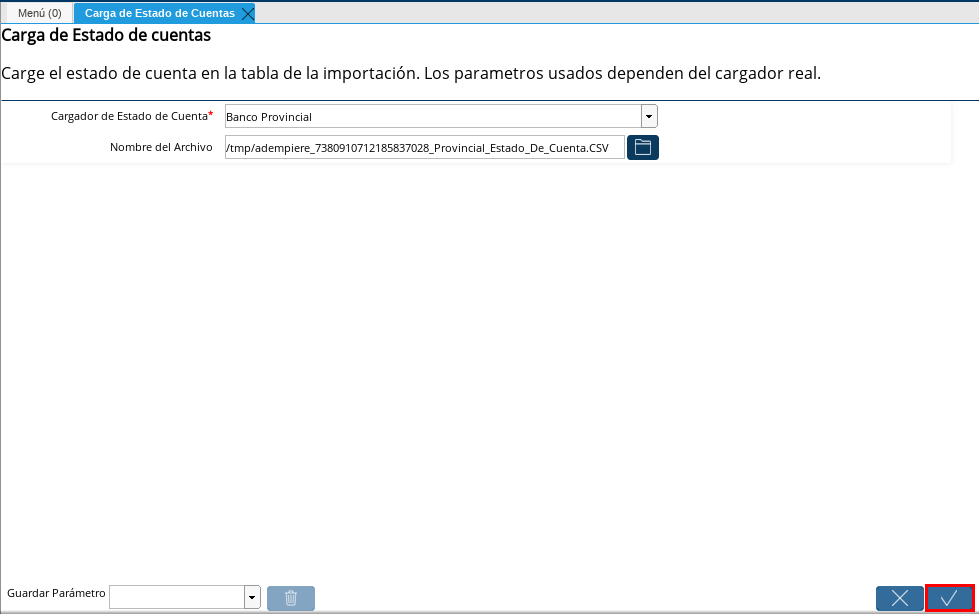 Menú (0)
Carga de Estado de Cuentas
Carga de Estado de cuentas
Carge el estado de cuenta en la tabla de la importación. Los parametros usados dependen del cargador real.
Cargador de Estado de Cuenta* Banco Provincial
Nombre del Archivo /tmp/adempiere_7380910712185837028_Provincial_Estado_De_Cuenta.CSV
Guardar Parámetro